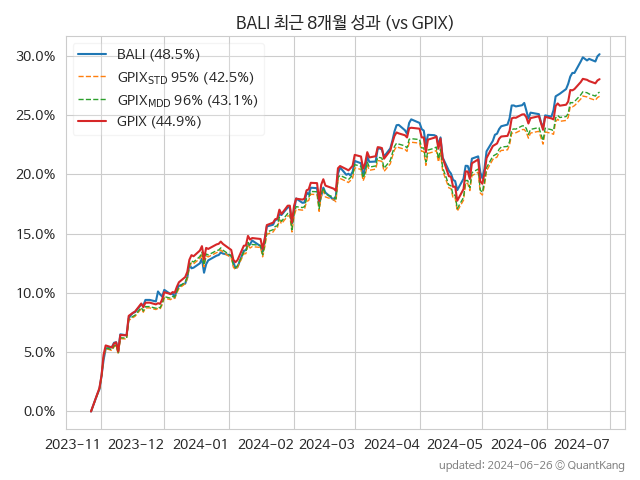 BALI 최근 8개월 성과 (vs GPIX)
BALI (48.5%)
GPIX_STD 95% (42.5%)
GPIX_MDD 96% (43.1%)
GPIX (44.9%)
30.0%
25.0%
20.0%
15.0%
10.0%
5.0%
0.0%
2023-11 2023-12 2024-01 2024-02 2024-03 2024-04 2024-05 2024-06 2024-07
updated: 2024-06-26 © QuantKang